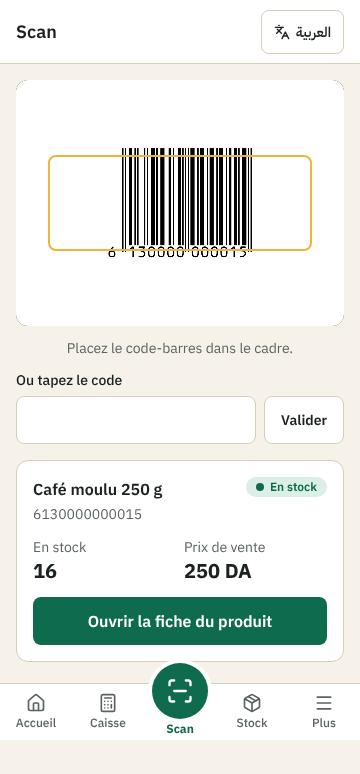 Scan
العربية
6 130000 000015
Placez le code-barres dans le cadre.
Ou tapez le code
Valider
Café moulu 250 g
En stock
6130000000015
En stock
Prix de vente
16
250 DA
Ouvrir la fiche du produit
Accueil
Caisse
Scan
Stock
Plus